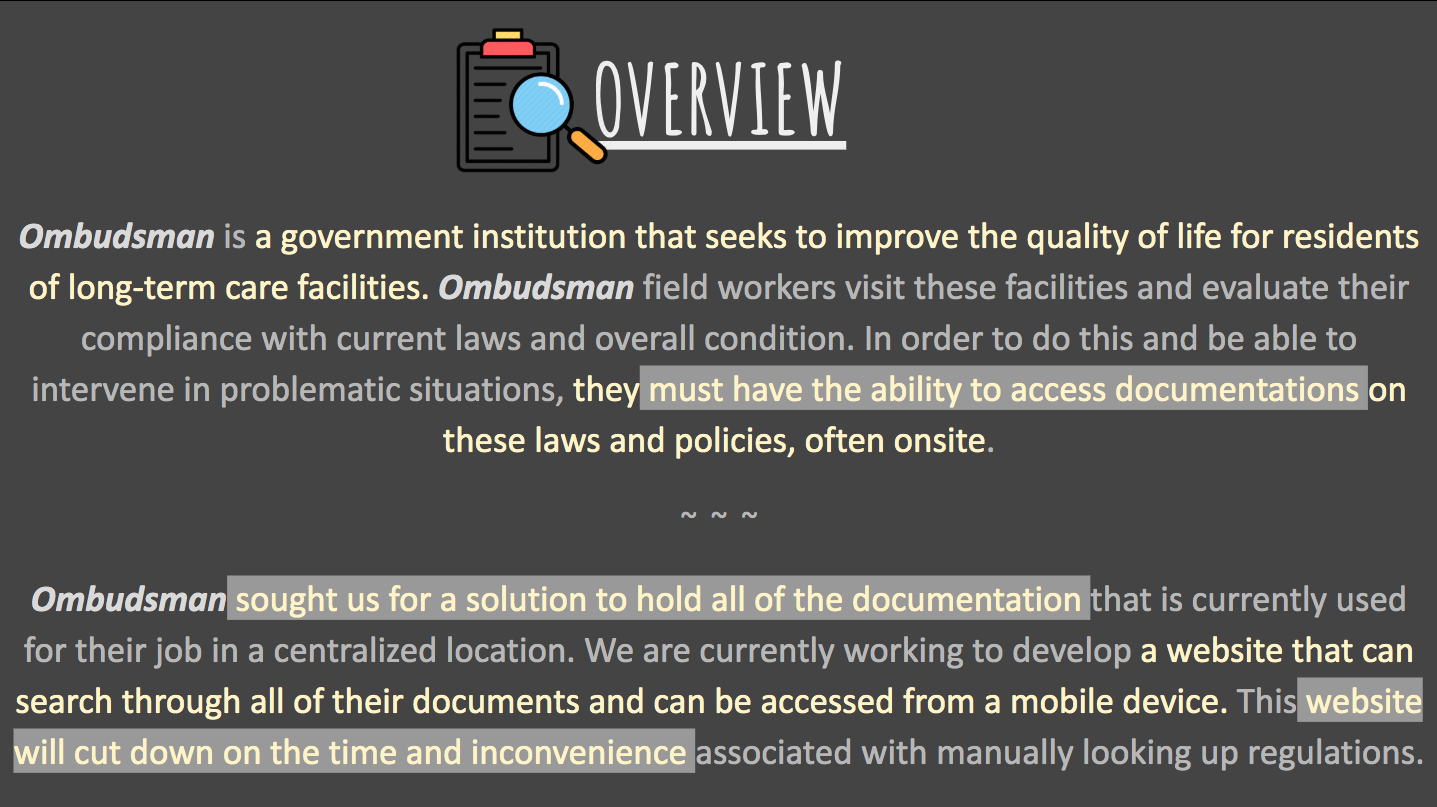 OVERVIEW
Ombudsman is a government institution that seeks to improve the quality of life for residents
of long-term care facilities. Ombudsman field workers visit these facilities and evaluate their
compliance with current laws and overall condition. In order to do this and be able to
intervene in problematic situations, they must have the ability to access documentations on
these laws and policies, often onsite.
~ ~ ~
Ombudsman sought us for a solution to hold all of the documentation that is currently used
for their job in a centralized location. We are currently working to develop a website that can
search through all of their documents and can be accessed from a mobile device. This website
will cut down on the time and inconvenience associated with manually looking up regulations.